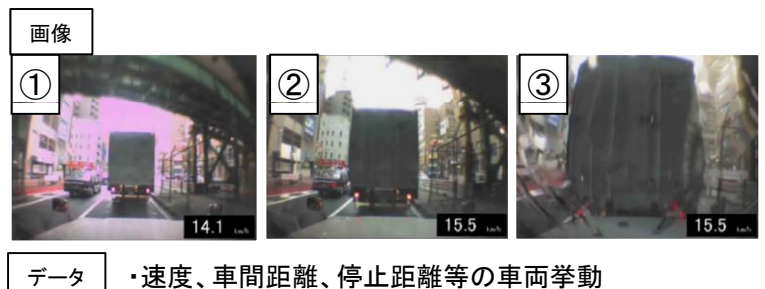 画像
① ② ③
14.1 km/h 15.5 km/h 15.5 km/h
データ ・速度、車間距離、停止距離等の車両挙動